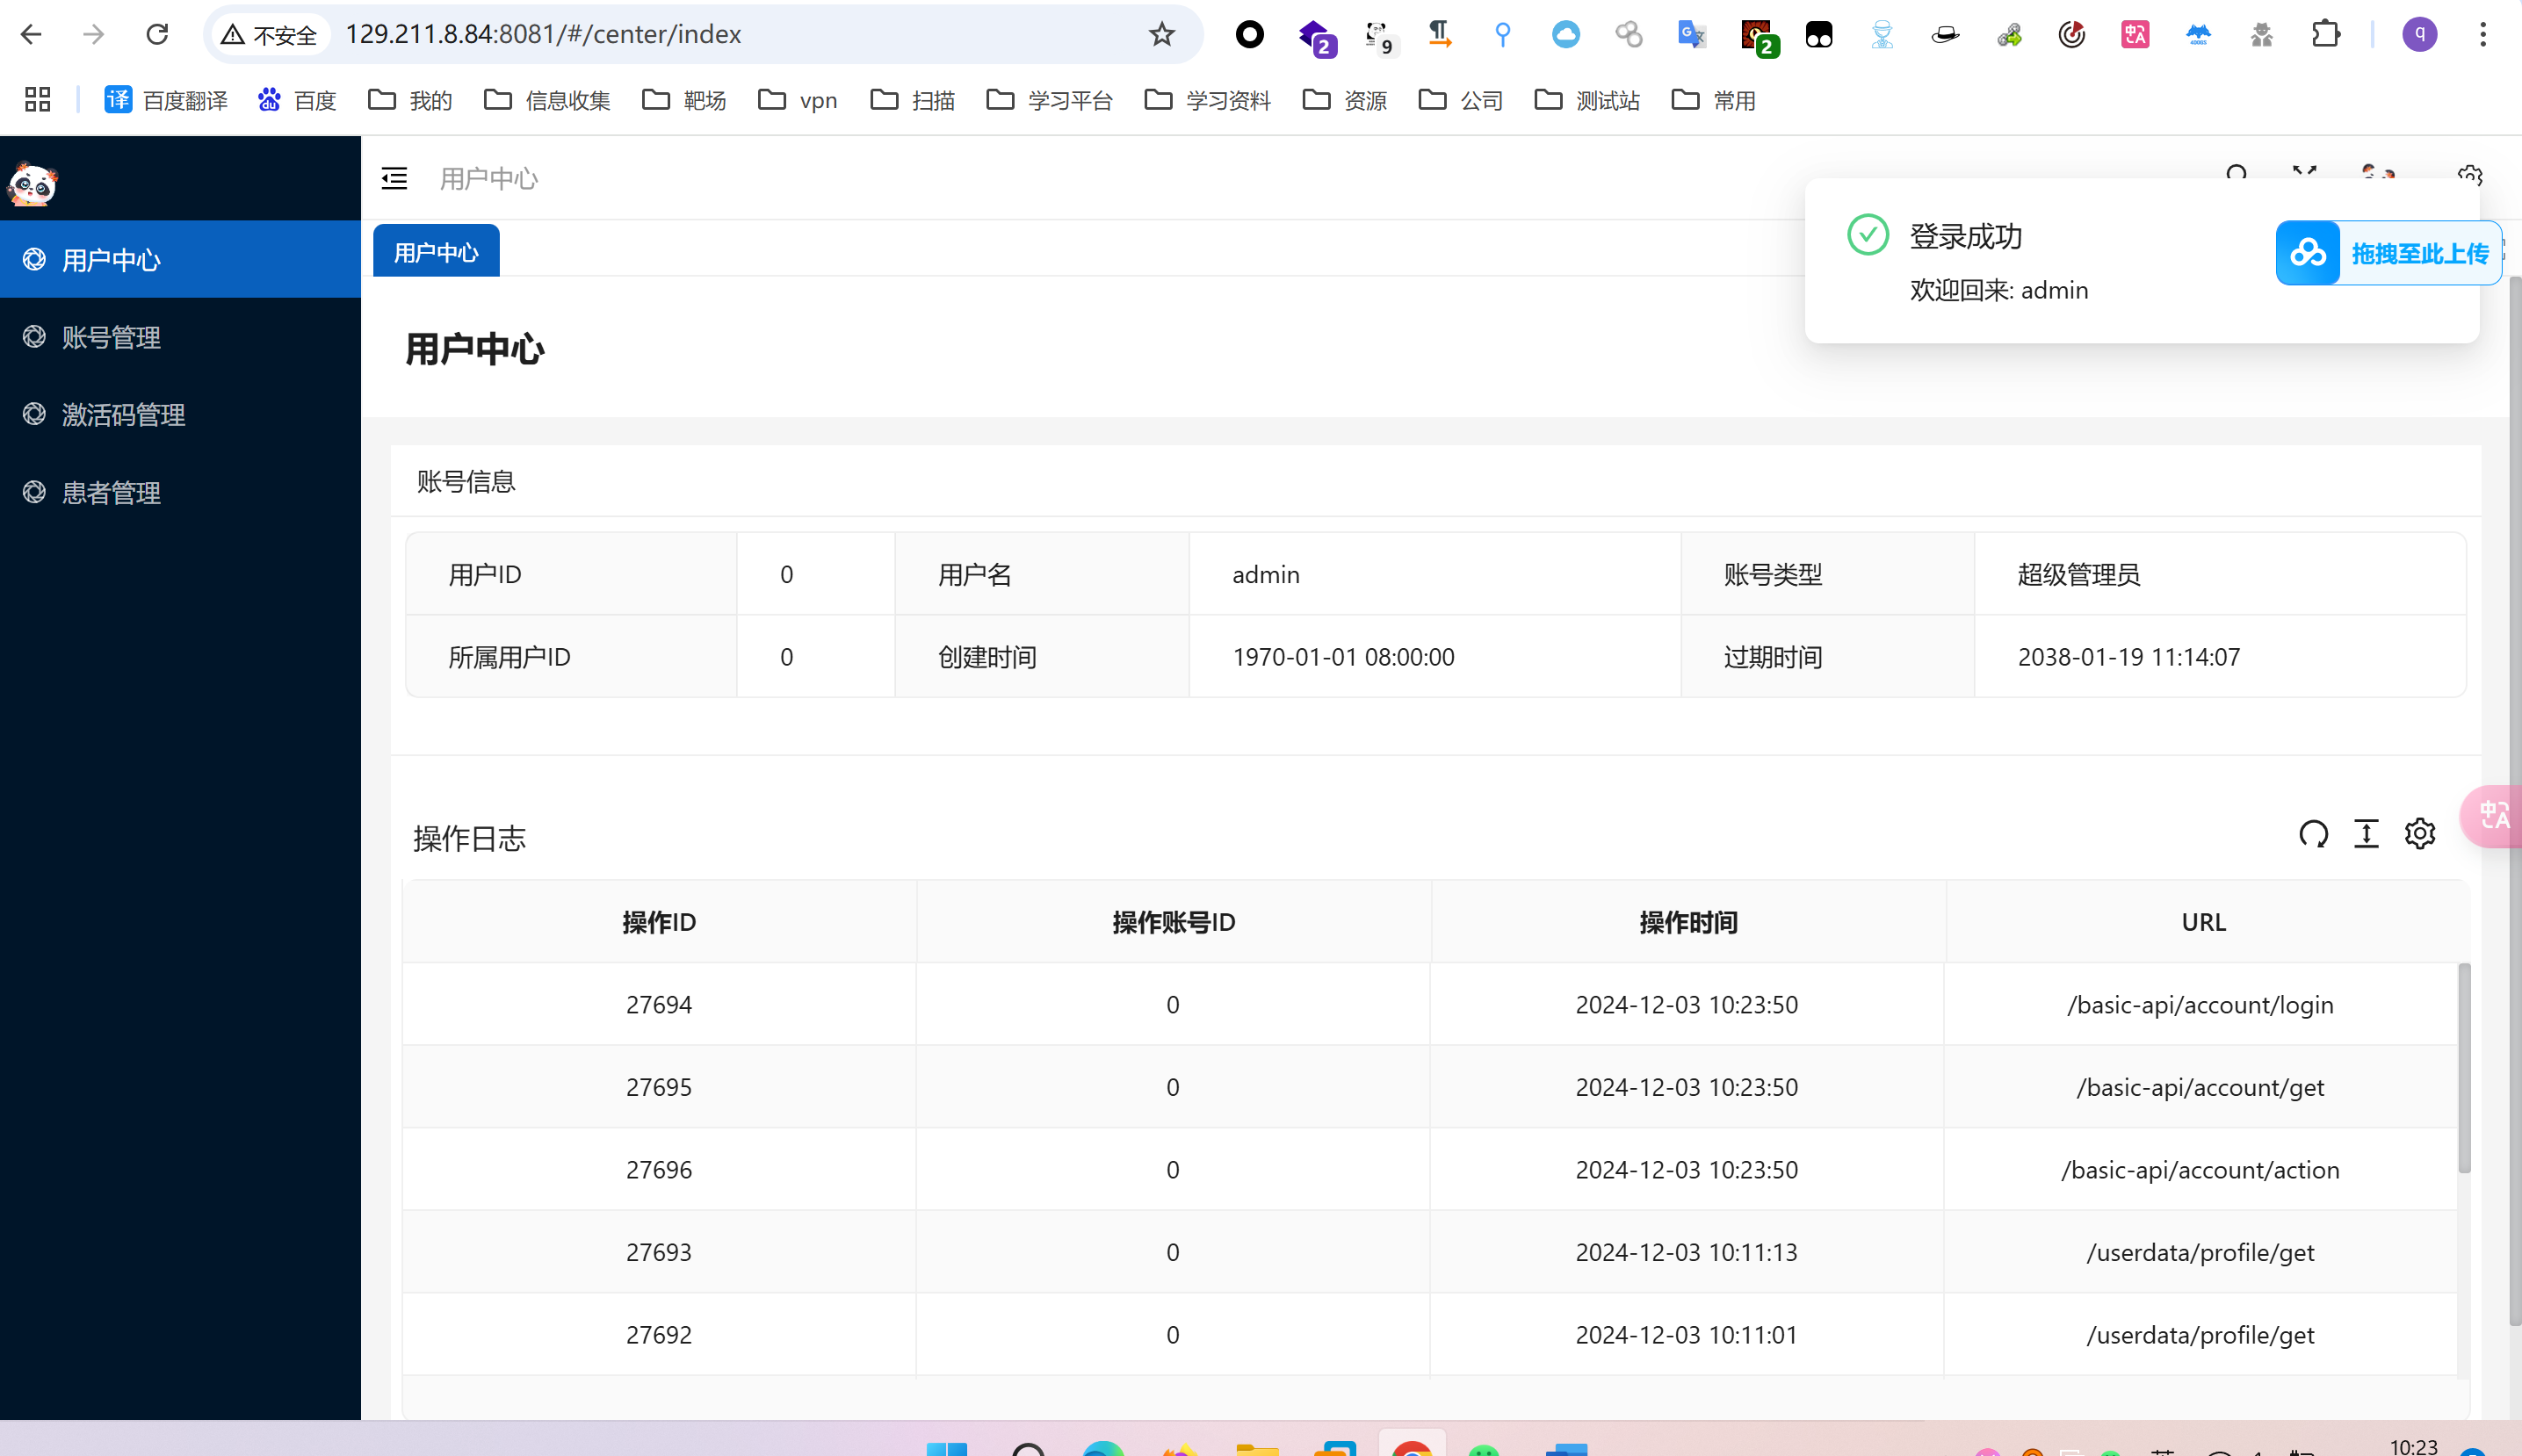 不安全 129.211.8.84:8081/#/center/index
2
9
2
q
译 百度翻译 百度 我的 信息收集 靶场 vpn 扫描 学习平台 学习资料 资源 公司 测试站 常用
用户中心
用户中心
账号管理
激活码管理
患者管理
用户中心
登录成功
欢迎回来: admin
拖拽至此上传
用户中心
账号信息
用户ID 0 用户名 admin 账号类型 超级管理员
所属用户ID 0 创建时间 1970-01-01 08:00:00 过期时间 2038-01-19 11:14:07
操作日志
操作ID 操作账号ID 操作时间 URL
27694 0 2024-12-03 10:23:50 /basic-api/account/login
27695 0 2024-12-03 10:23:50 /basic-api/account/get
27696 0 2024-12-03 10:23:50 /basic-api/account/action
27693 0 2024-12-03 10:11:13 /userdata/profile/get
27692 0 2024-12-03 10:11:01 /userdata/profile/get
10:23